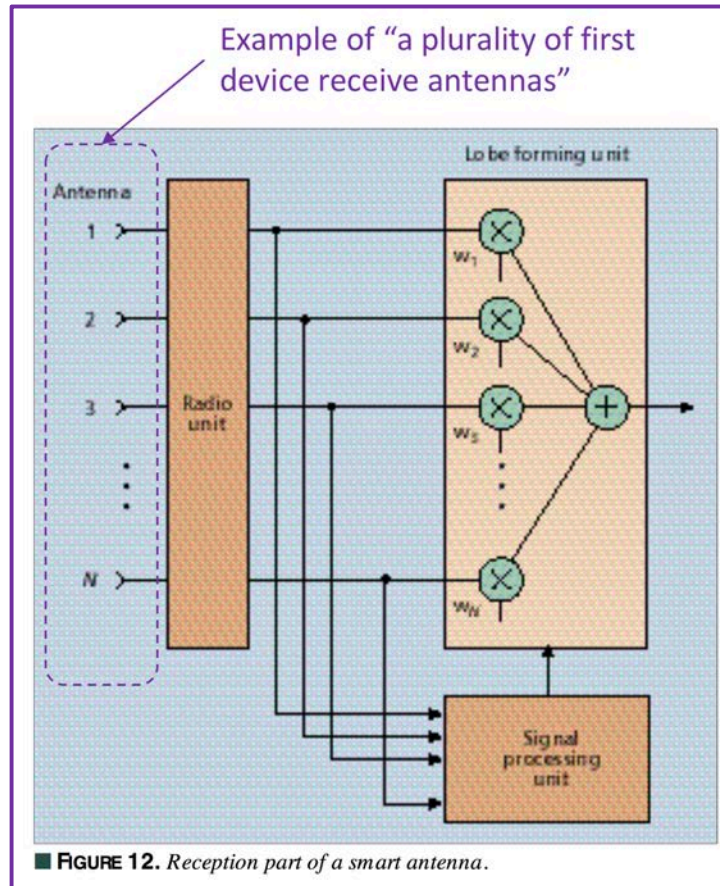 Example of “a plurality of first
device receive antennas”
Lobe forming unit
Antenna
1
w₁
2
w₂
3
Radio
unit
w₃
N
w_N
Signal
processing
unit
■ FIGURE 12. Reception part of a smart antenna.